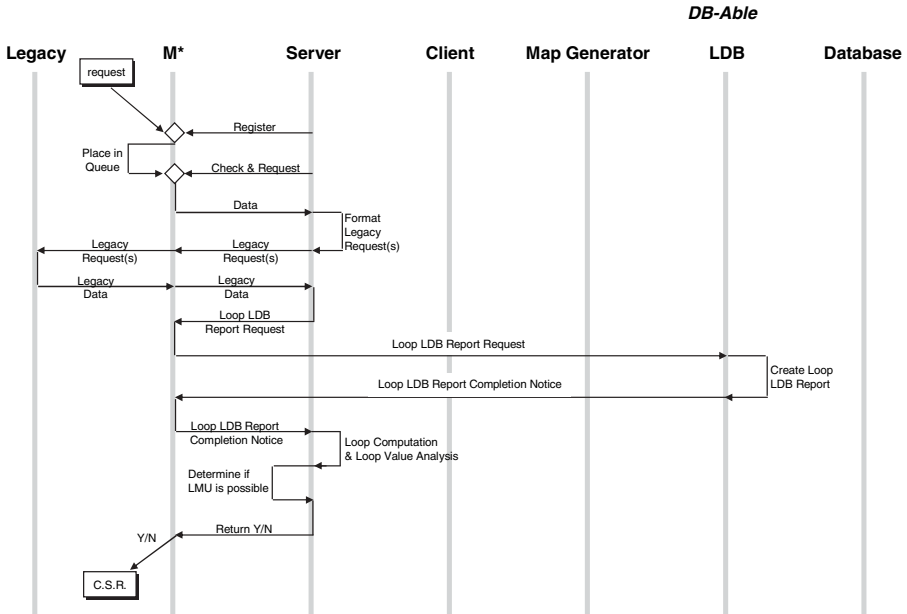 DB-Able
Legacy
M*
Server
Client
Map Generator
LDB
Database
request
Register
Place in
Queue
Check & Request
Data
Format
Legacy
Request(s)
Legacy
Request(s)
Legacy
Request(s)
Legacy
Data
Legacy
Data
Loop LDB
Report Request
Loop LDB Report Request
Create Loop
LDB Report
Loop LDB Report Completion Notice
Loop LDB Report
Completion Notice
Loop Computation
& Loop Value Analysis
Determine if
LMU is possible
Return Y/N
Y/N
C.S.R.